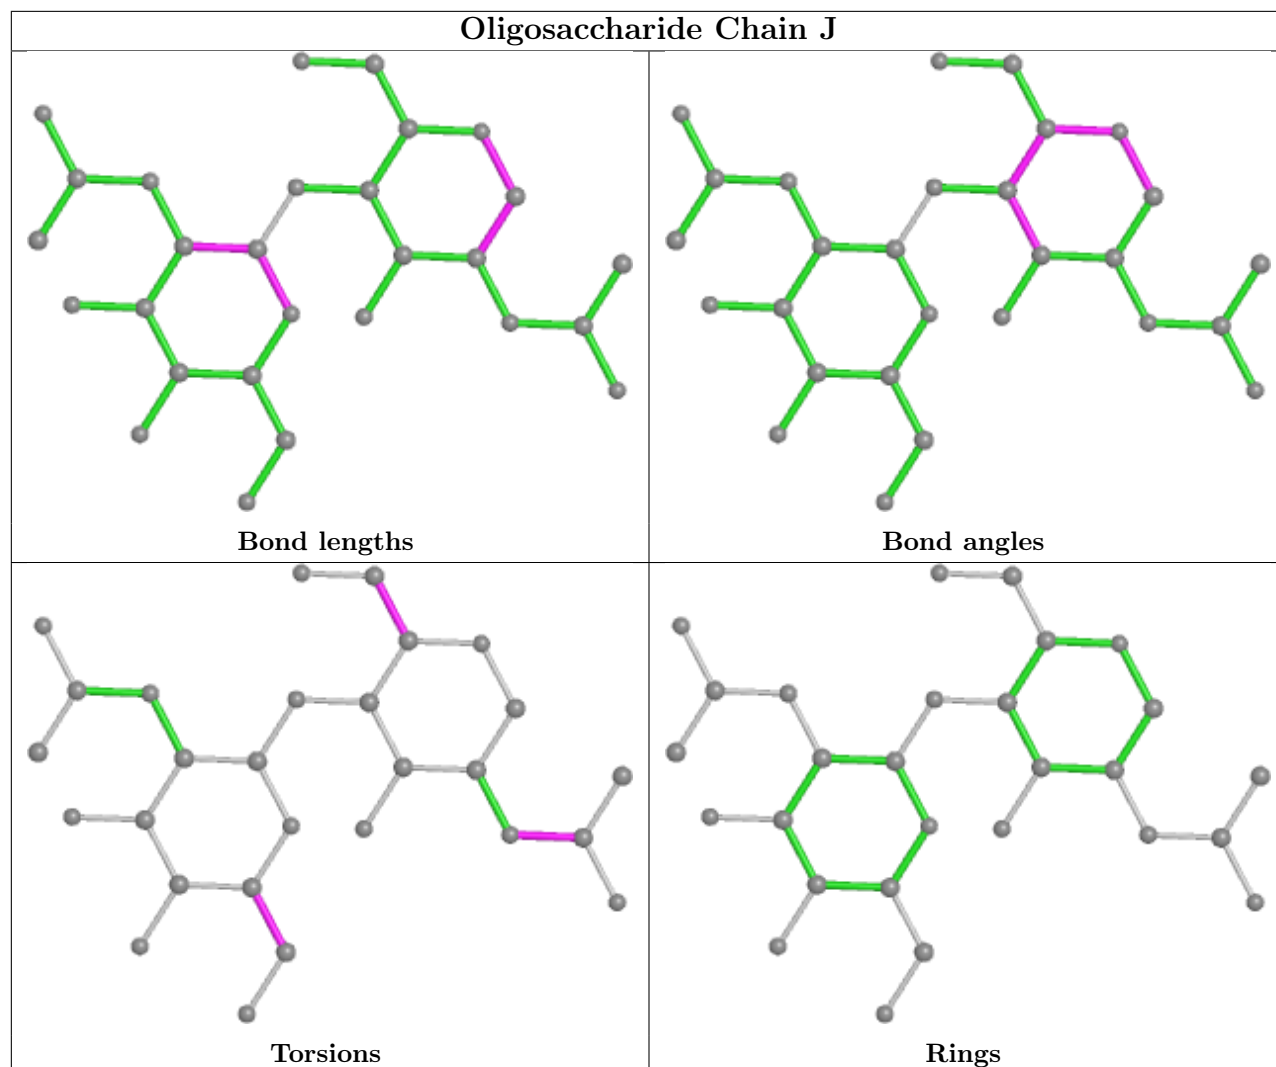 Oligosaccharide Chain J
Bond lengths
Bond angles
Torsions
Rings